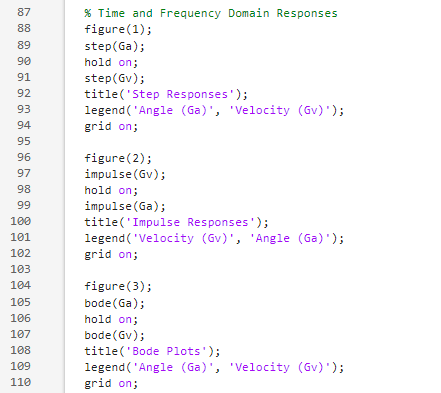 87 % Time and Frequency Domain Responses
88 figure(1);
89 step(Ga);
90 hold on;
91 step(Gv);
92 title('Step Responses');
93 legend('Angle (Ga)', 'Velocity (Gv)');
94 grid on;
95
96 figure(2);
97 impulse(Gv);
98 hold on;
99 impulse(Ga);
100 title('Impulse Responses');
101 legend('Velocity (Gv)', 'Angle (Ga)');
102 grid on;
103
104 figure(3);
105 bode(Ga);
106 hold on;
107 bode(Gv);
108 title('Bode Plots');
109 legend('Angle (Ga)', 'Velocity (Gv)');
110 grid on;